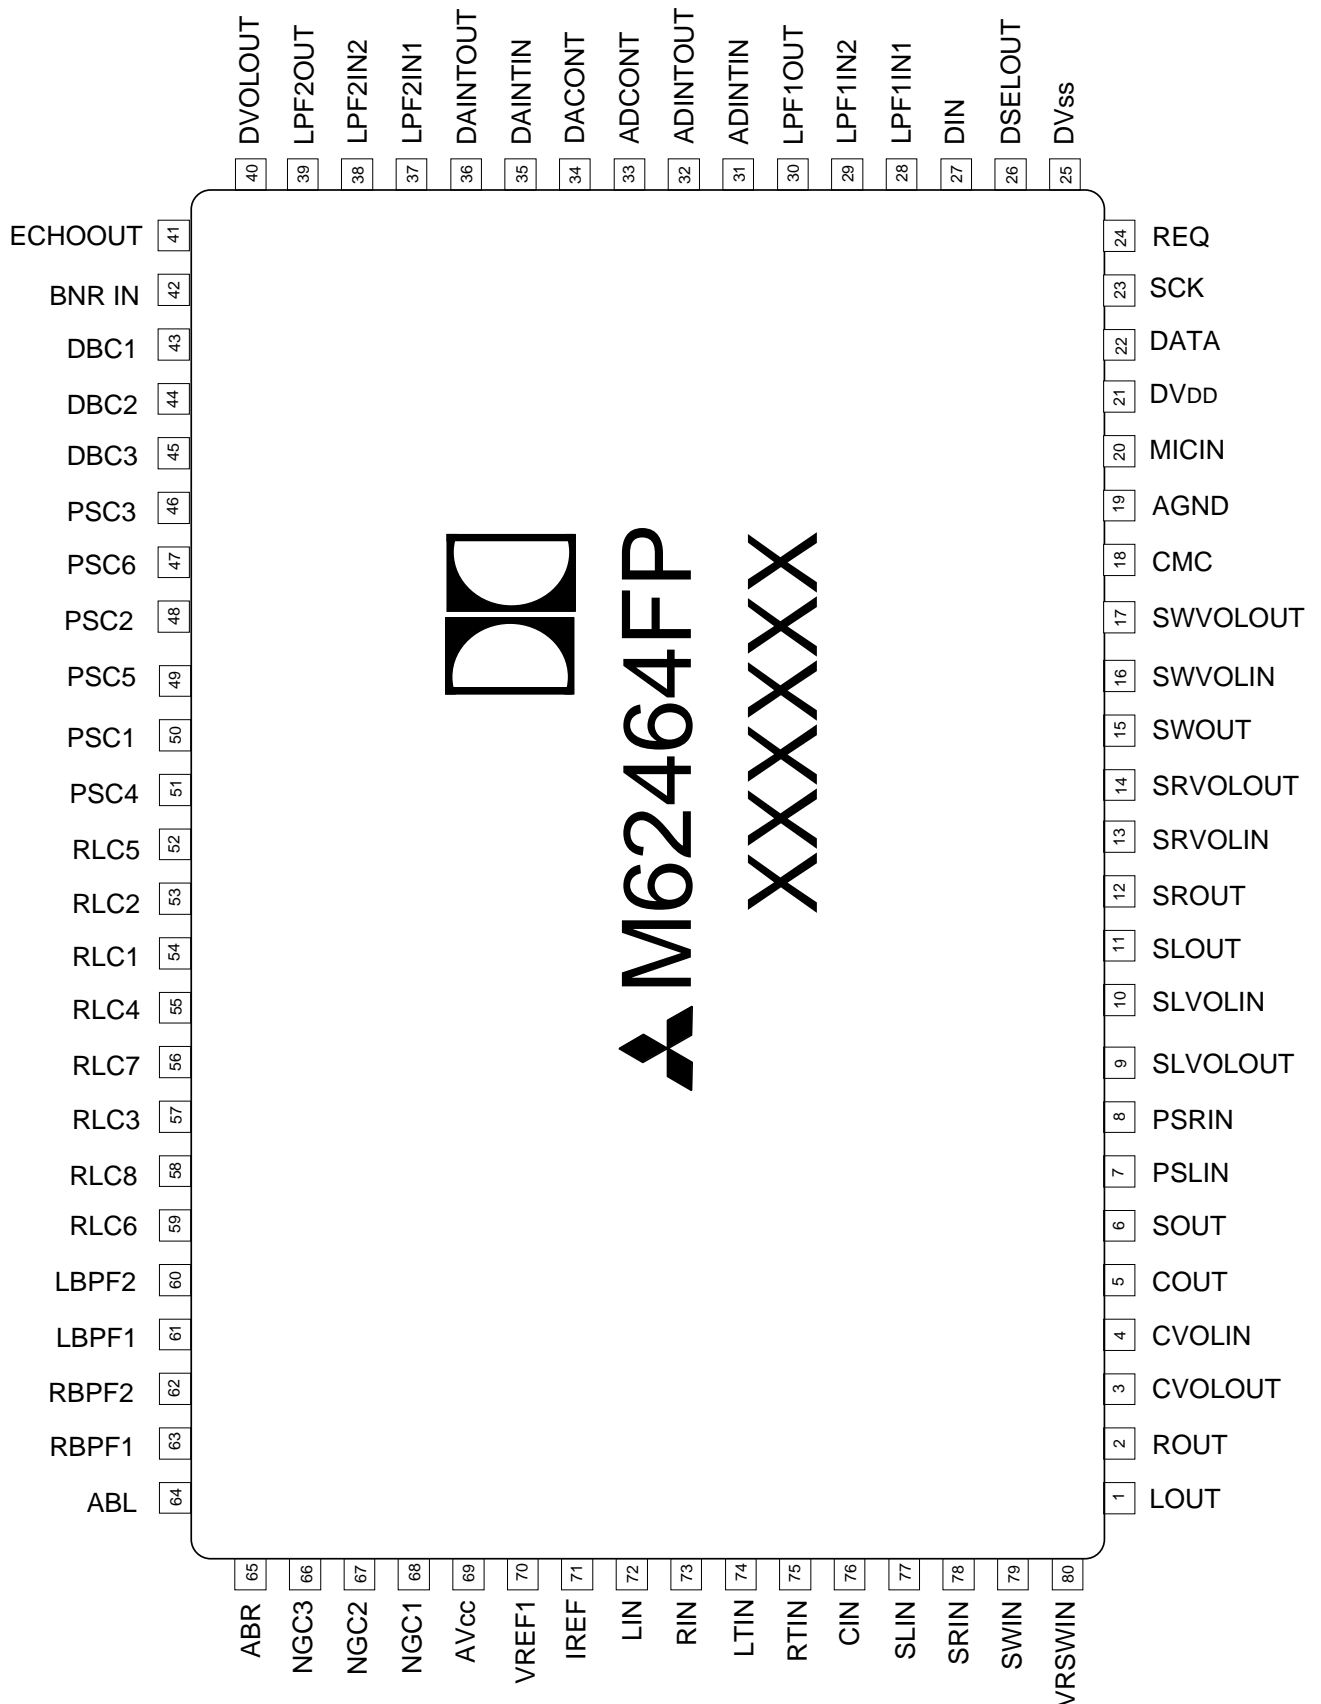 DVOLOUT
LPF2OUT
LPF2IN2
LPF2IN1
DAINTOUT
DAINTIN
DACONT
ADCONT
ADINTOUT
ADINTIN
LPF1OUT
LPF1IN2
LPF1IN1
DIN
DSELOUT
DVss
40
39
38
37
36
35
34
33
32
31
30
29
28
27
26
25
ECHOOUT 41
BNR IN 42
DBC1 43
DBC2 44
DBC3 45
PSC3 46
PSC6 47
PSC2 48
PSC5 49
PSC1 50
PSC4 51
RLC5 52
RLC2 53
RLC1 54
RLC4 55
RLC7 56
RLC3 57
RLC8 58
RLC6 59
LBPF2 60
LBPF1 61
RBPF2 62
RBPF1 63
ABL 64
M62464FP
XXXXXX
24 REQ
23 SCK
22 DATA
21 DVDD
20 MICIN
19 AGND
18 CMC
17 SWVOLOUT
16 SWVOLIN
15 SWOUT
14 SRVOLOUT
13 SRVOLIN
12 SROUT
11 SLOUT
10 SLVOLIN
9 SLVOLOUT
8 PSRIN
7 PSLIN
6 SOUT
5 COUT
4 CVOLIN
3 CVOLOUT
2 ROUT
1 LOUT
65
66
67
68
69
70
71
72
73
74
75
76
77
78
79
80
ABR
NGC3
NGC2
NGC1
AVcc
VREF1
IREF
LIN
RIN
LTIN
RTIN
CIN
SLIN
SRIN
SWIN
VRSWIN